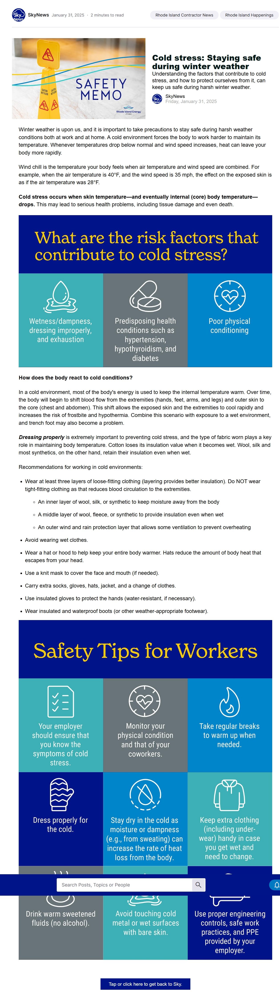 Sky
News
SkyNews January 31, 2025 · 2 minutes to read
Rhode Island Contractor News
Rhode Island Happenings
CAUTION
WET FLOOR
CAUTION
WET FLOOR
SAFETY
MEMO
Rhode Island Energy
Cold stress: Staying safe
during winter weather
Understanding the factors that contribute to cold
stress, and how to protect ourselves from it, can
keep us safe during harsh winter weather.
Sky
News
SkyNews
Friday, January 31, 2025
Winter weather is upon us, and it is important to take precautions to stay safe during harsh weather
conditions both at work and at home. A cold environment forces the body to work harder to maintain its
temperature. Whenever temperatures drop below normal and wind speed increases, heat can leave your
body more rapidly.
Wind chill is the temperature your body feels when air temperature and wind speed are combined. For
example, when the air temperature is 40°F, and the wind speed is 35 mph, the effect on the exposed skin is
as if the air temperature was 28°F.
Cold stress occurs when skin temperature—and eventually internal (core) body temperature—
drops. This may lead to serious health problems, including tissue damage and even death.
What are the risk factors that
contribute to cold stress?
Wetness/dampness,
dressing improperly,
and exhaustion
Predisposing health
conditions such as
hypertension,
hypothyroidism, and
diabetes
Poor physical
conditioning
How does the body react to cold conditions?
In a cold environment, most of the body's energy is used to keep the internal temperature warm. Over time,
the body will begin to shift blood flow from the extremities (hands, feet, arms, and legs) and outer skin to
the core (chest and abdomen). This shift allows the exposed skin and the extremities to cool rapidly and
increases the risk of frostbite and hypothermia. Combine this scenario with exposure to a wet environment,
and trench foot may also become a problem.
Dressing properly is extremely important to preventing cold stress, and the type of fabric worn plays a key
role in maintaining body temperature. Cotton loses its insulation value when it becomes wet. Wool, silk and
most synthetics, on the other hand, retain their insulation even when wet.
Recommendations for working in cold environments:
• Wear at least three layers of loose-fitting clothing (layering provides better insulation). Do NOT wear
tight-fitting clothing as that reduces blood circulation to the extremities.
◦ An inner layer of wool, silk, or synthetic to keep moisture away from the body
◦ A middle layer of wool, fleece, or synthetic to provide insulation even when wet
◦ An outer wind and rain protection layer that allows some ventilation to prevent overheating
• Avoid wearing wet clothes.
• Wear a hat or hood to help keep your entire body warmer. Hats reduce the amount of body heat that
escapes from your head.
• Use a knit mask to cover the face and mouth (if needed).
• Carry extra socks, gloves, hats, jacket, and a change of clothes.
• Use insulated gloves to protect the hands (water-resistant, if necessary).
• Wear insulated and waterproof boots (or other weather-appropriate footwear).
Safety Tips for Workers
Your employer
should ensure that
you know the
symptoms of cold
stress.
Monitor your
physical condition
and that of your
coworkers.
Take regular breaks
to warm up when
needed.
Dress properly for
the cold.
Stay dry in the cold as
moisture or dampness
(e.g., from sweating) can
increase the rate of heat
loss from the body.
Keep extra clothing
(including under-
wear) handy in case
you get wet and
need to change.
Search Posts, Topics or People
Drink warm sweetened
fluids (no alcohol).
Avoid touching cold
metal or wet surfaces
with bare skin.
Use proper engineering
controls, safe work
practices, and PPE
provided by your
employer.
Tap or click here to get back to Sky.